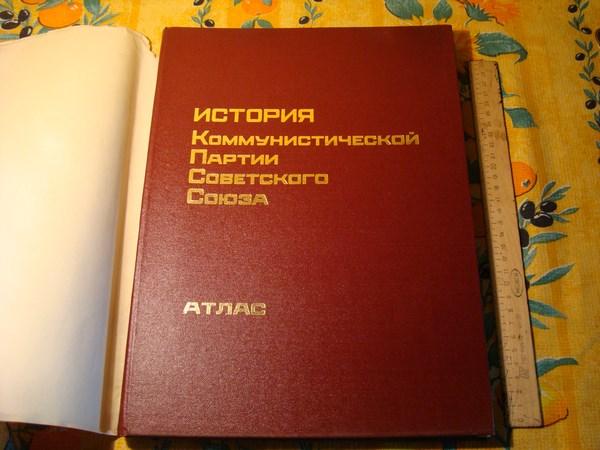 ИСТОРИЯ
КОММУНИСТИЧЕСКОЙ
ПАРТИИ
СОВЕТСКОГО
СОЮЗА
АТЛАС